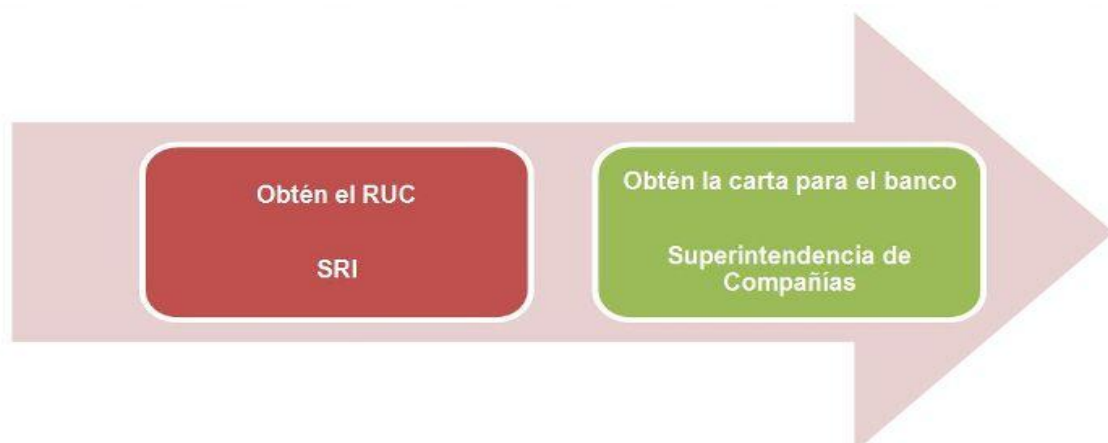 Obtén el RUC
SRI
Obtén la carta para el banco
Superintendencia de
Compañías